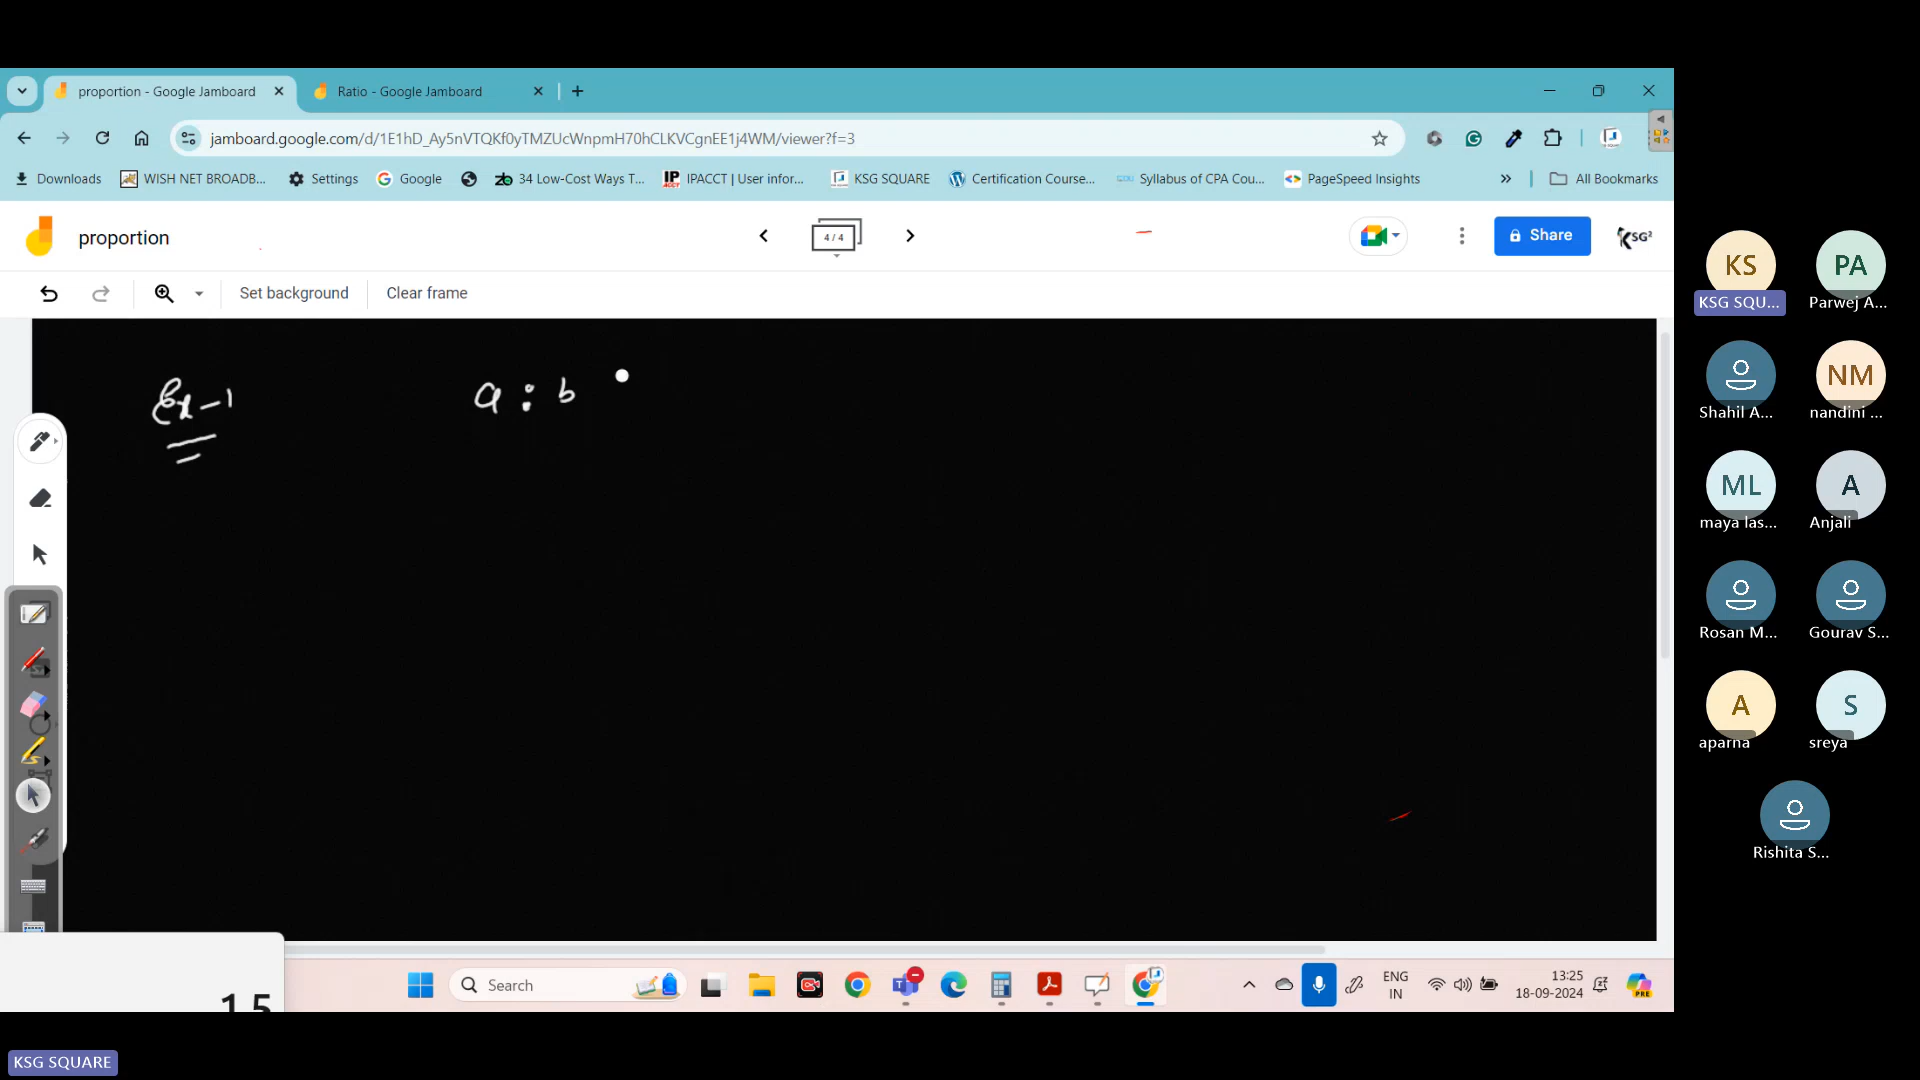 proportion - Google Jamboard
Ratio - Google Jamboard
jamboard.google.com/d/1E1hD_Ay5nVTQKf0yTMZUcWnpmH70hCLKVCgnEE1j4WM/viewer?f=3
Downloads WISH NET BROADB... Settings Google 34 Low-Cost Ways T... IPACCT | User infor... KSG SQUARE Certification Course... Syllabus of CPA Cou... PageSpeed Insights » All Bookmarks
proportion
4 / 4
Share
KSG²
Set background Clear frame
Ex-1 a : b
15
Search
ENG
IN
13:25
18-09-2024
PRE
KS
KSG SQU...
PA
Parwej A...
Shahil A...
NM
nandini ...
ML
maya las...
A
Anjali
Rosan M...
Gourav S...
A
aparna
S
sreya
Rishita S...
KSG SQUARE